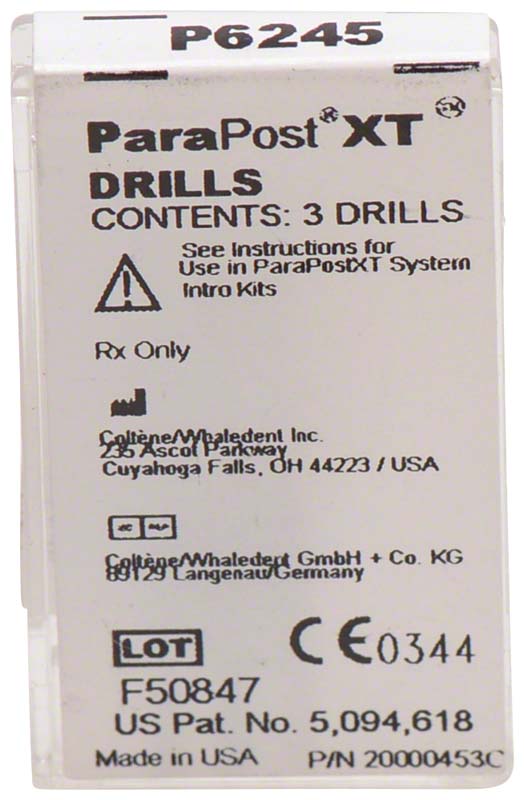 P6245
ParaPost® XT ®
DRILLS
CONTENTS: 3 DRILLS
See Instructions for
Use in ParaPostXT System
Intro Kits
Rx Only
Coltène/Whaledent Inc.
235 Ascot Parkway
Cuyahoga Falls, OH 44223 / USA
EC REP
Coltène/Whaledent GmbH + Co. KG
89129 Langenau/Germany
LOT CE0344
F50847
US Pat. No. 5,094,618
Made in USA P/N 20000453C